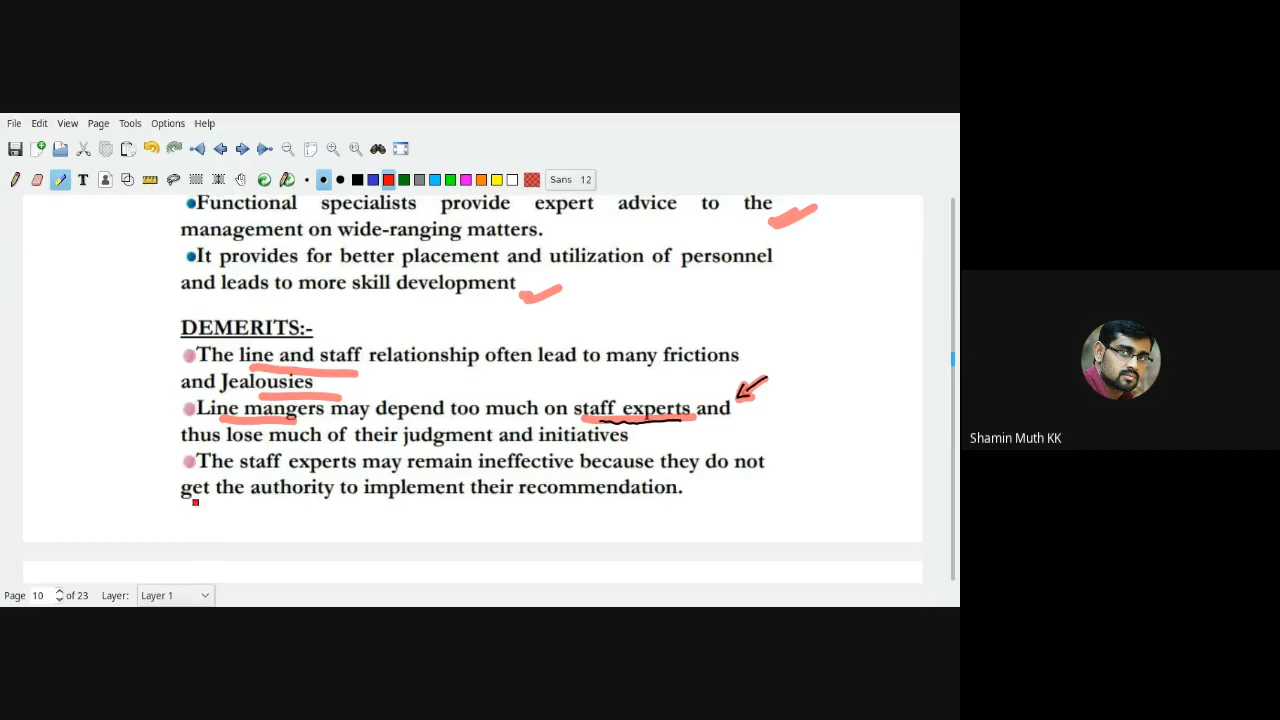 File Edit View Page Tools Options Help
T Sans 12
●Functional specialists provide expert advice to the
management on wide-ranging matters.
●It provides for better placement and utilization of personnel
and leads to more skill development
DEMERITS:-
●The line and staff relationship often lead to many frictions
and Jealousies
●Line mangers may depend too much on staff experts and
thus lose much of their judgment and initiatives
●The staff experts may remain ineffective because they do not
get the authority to implement their recommendation.
Page 10 of 23 Layer: Layer 1
Shamin Muth KK